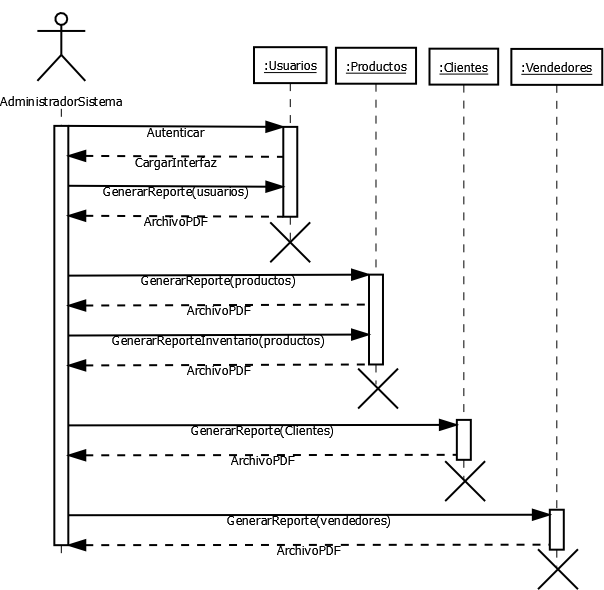 :Usuarios
:Productos
:Clientes
:Vendedores
AdministradorSistema
Autenticar
CargarInterfaz
GenerarReporte(usuarios)
ArchivoPDF
GenerarReporte(productos)
ArchivoPDF
GenerarReporteInventario(productos)
ArchivoPDF
GenerarReporte(Clientes)
ArchivoPDF
GenerarReporte(vendedores)
ArchivoPDF